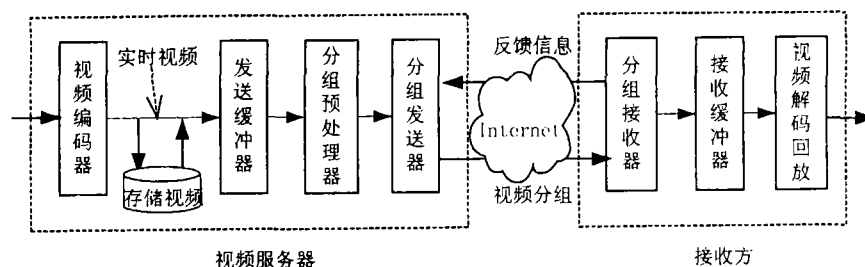 视频编码器
实时视频
存储视频
发送缓冲器
分组预处理器
分组发送器
反馈信息
Internet
视频分组
分组接收器
接收缓冲器
视频解码回放
视频服务器
接收方